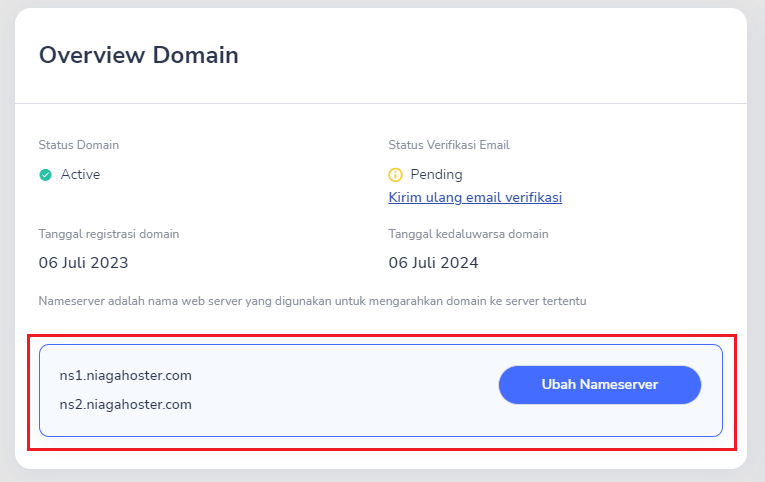 Overview Domain
Status Domain
Active
Status Verifikasi Email
Pending
Kirim ulang email verifikasi
Tanggal registrasi domain
06 Juli 2023
Tanggal kedaluwarsa domain
06 Juli 2024
Nameserver adalah nama web server yang digunakan untuk mengarahkan domain ke server tertentu
ns1.niagahoster.com
ns2.niagahoster.com
Ubah Nameserver